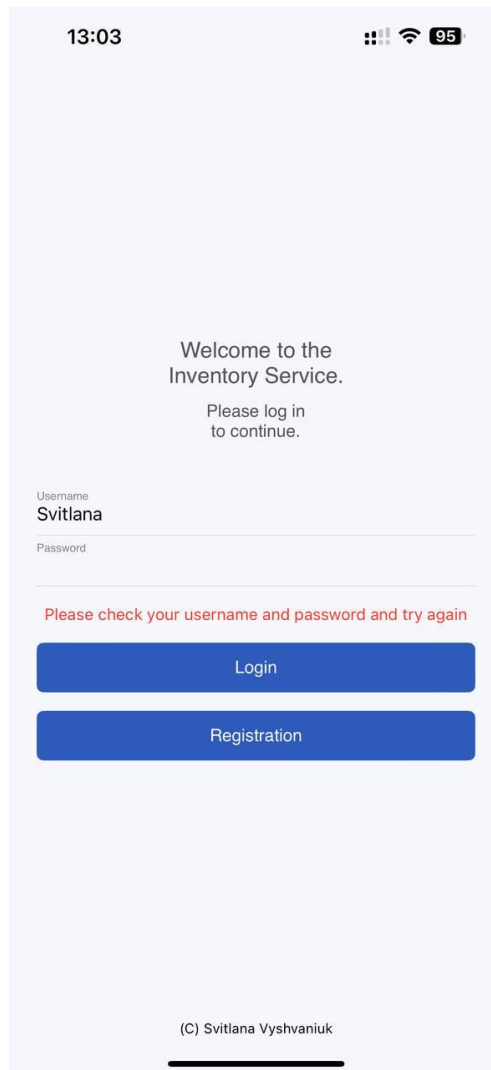 13:03
95
Welcome to the
Inventory Service.
Please log in
to continue.
Username
Svitlana
Password
Please check your username and password and try again
Login
Registration
(C) Svitlana Vyshvaniuk